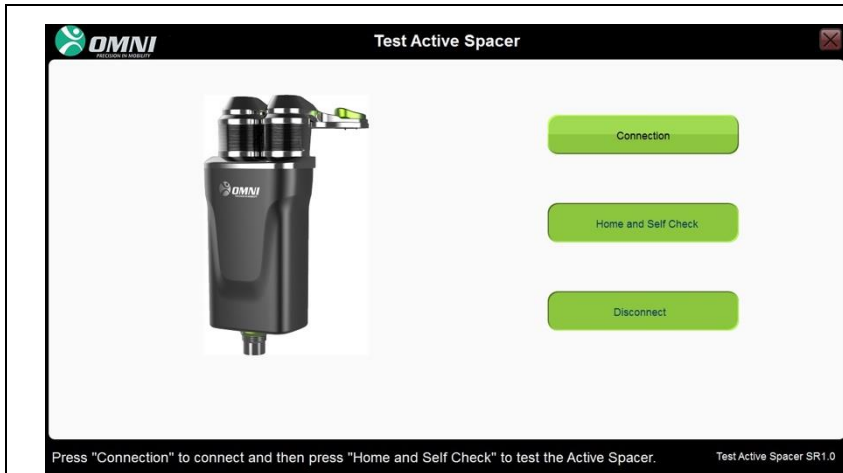 OMNI
PRECISION IN MOBILITY
Test Active Spacer
OMNI
Connection
Home and Self Check
Disconnect
Press "Connection" to connect and then press "Home and Self Check" to test the Active Spacer.
Test Active Spacer SR1.0